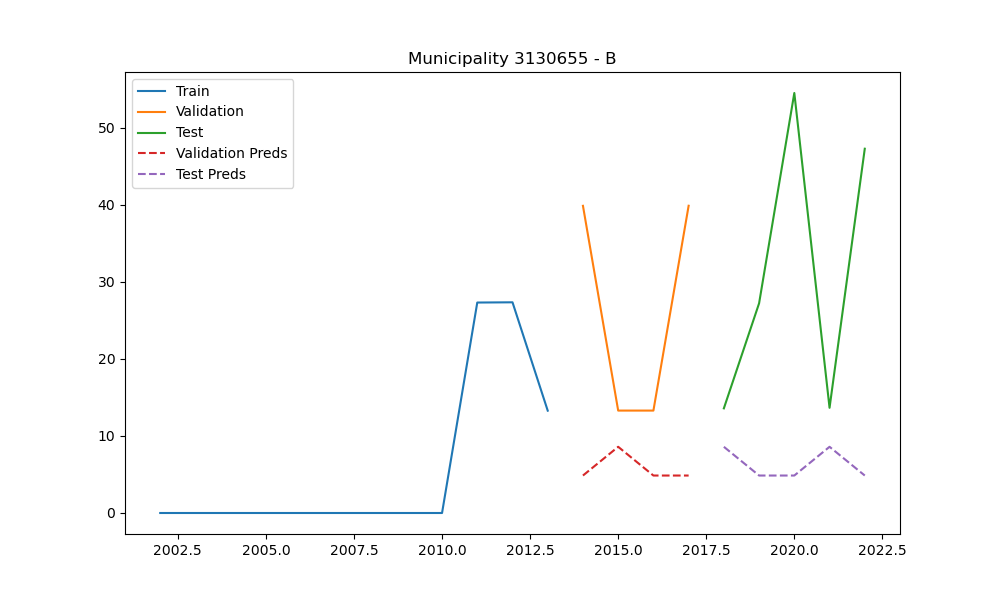 Municipality 3130655 - B
Train
Validation
Test
Validation Preds
Test Preds
50
40
30
20
10
0
2002.5 2005.0 2007.5 2010.0 2012.5 2015.0 2017.5 2020.0 2022.5